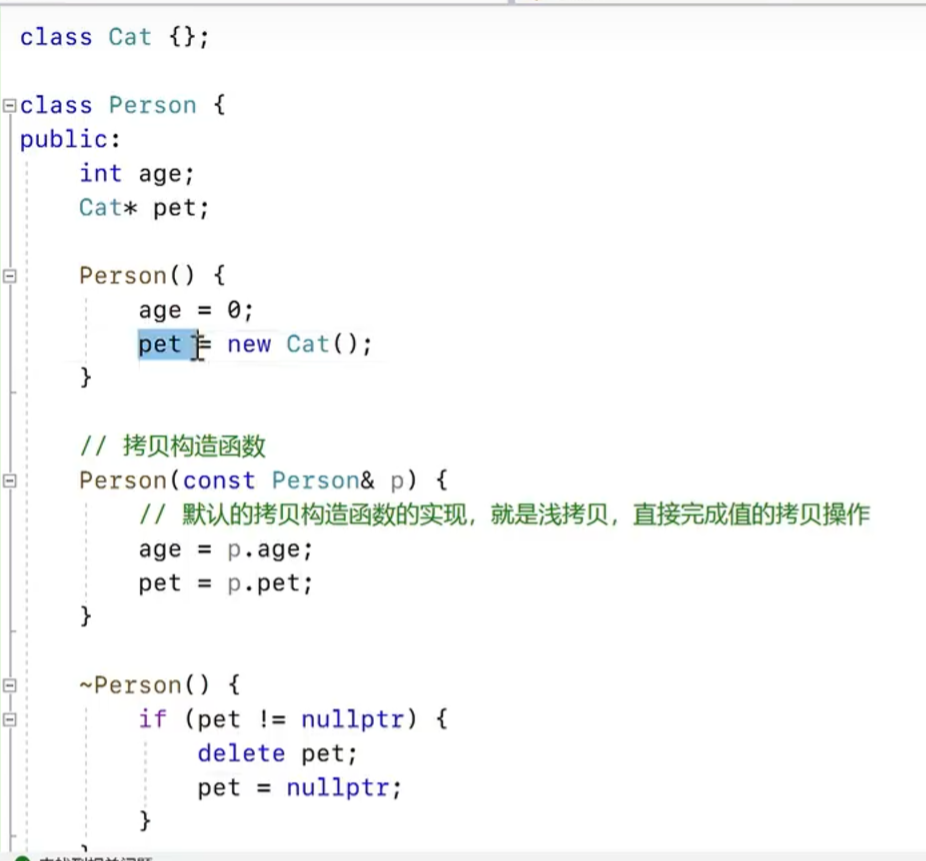 class Cat {};
class Person {
public:
    int age;
    Cat* pet;
    Person() {
        age = 0;
        pet = new Cat();
    }
    // 拷贝构造函数
    Person(const Person& p) {
        // 默认的拷贝构造函数的实现，就是浅拷贝，直接完成值的拷贝操作
        age = p.age;
        pet = p.pet;
    }
    ~Person() {
        if (pet != nullptr) {
            delete pet;
            pet = nullptr;
        }